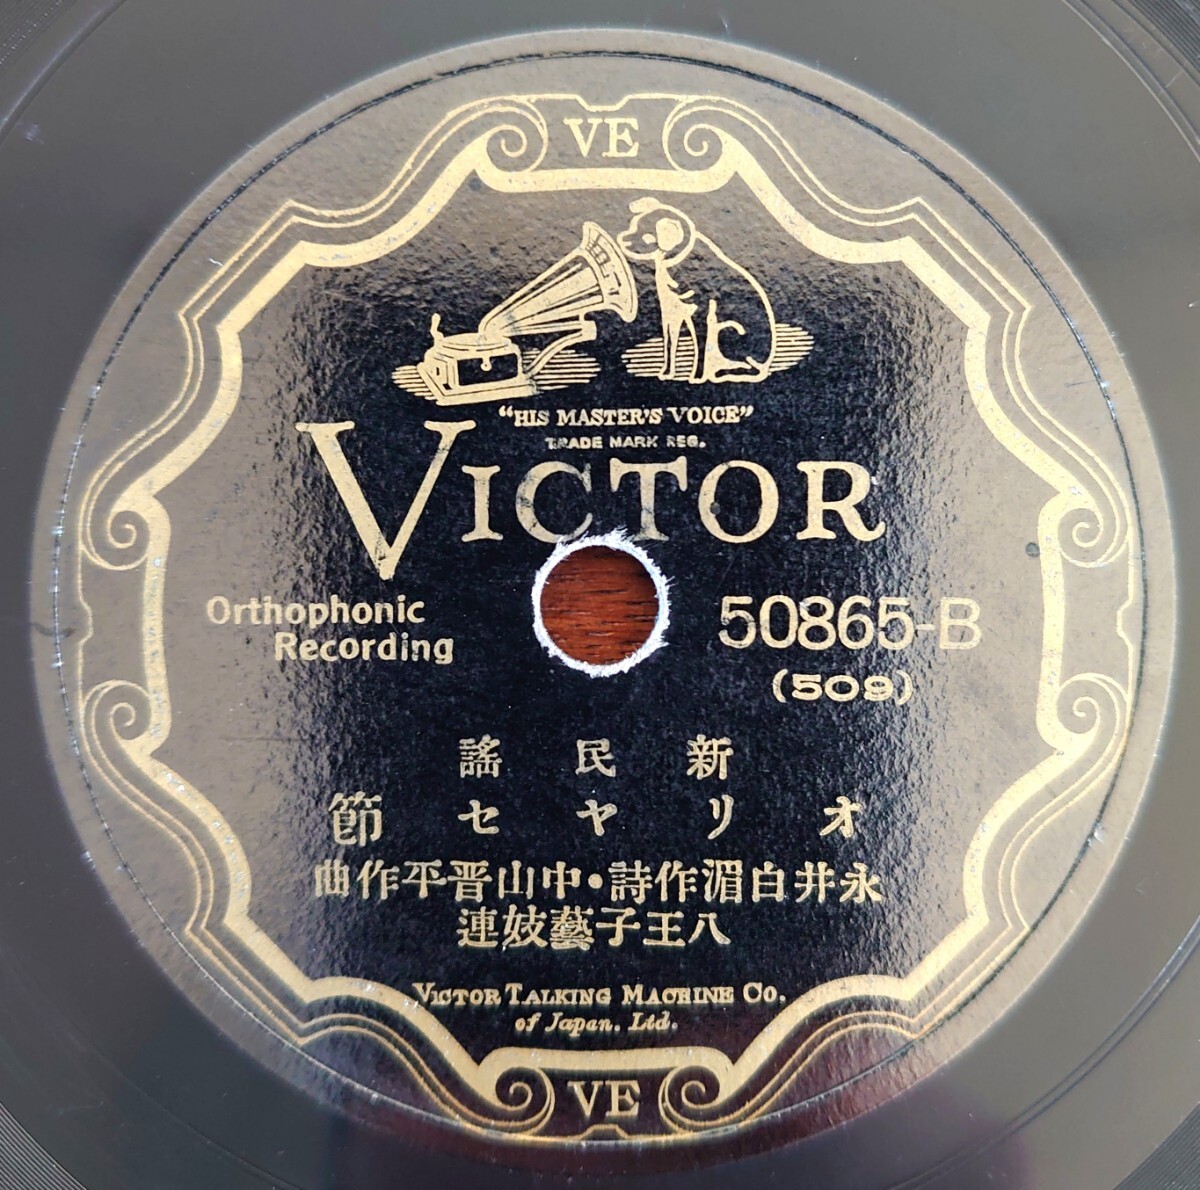 VE
"HIS MASTER'S VOICE"
TRADE MARK REG.
VICTOR
Orthophonic
Recording
50865-B
(509)
新民謠
オリヤセ節
永井白湄作詩・中山晋平作曲
八王子藝妓連
VICTOR TALKING MACHINE CO.
of Japan. Ltd.
VE